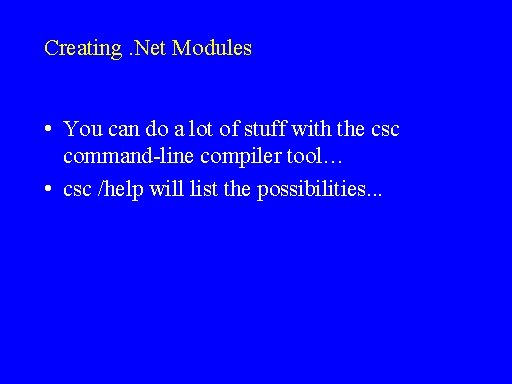 Creating .Net Modules
• You can do a lot of stuff with the csc
command-line compiler tool…
• csc /help will list the possibilities...